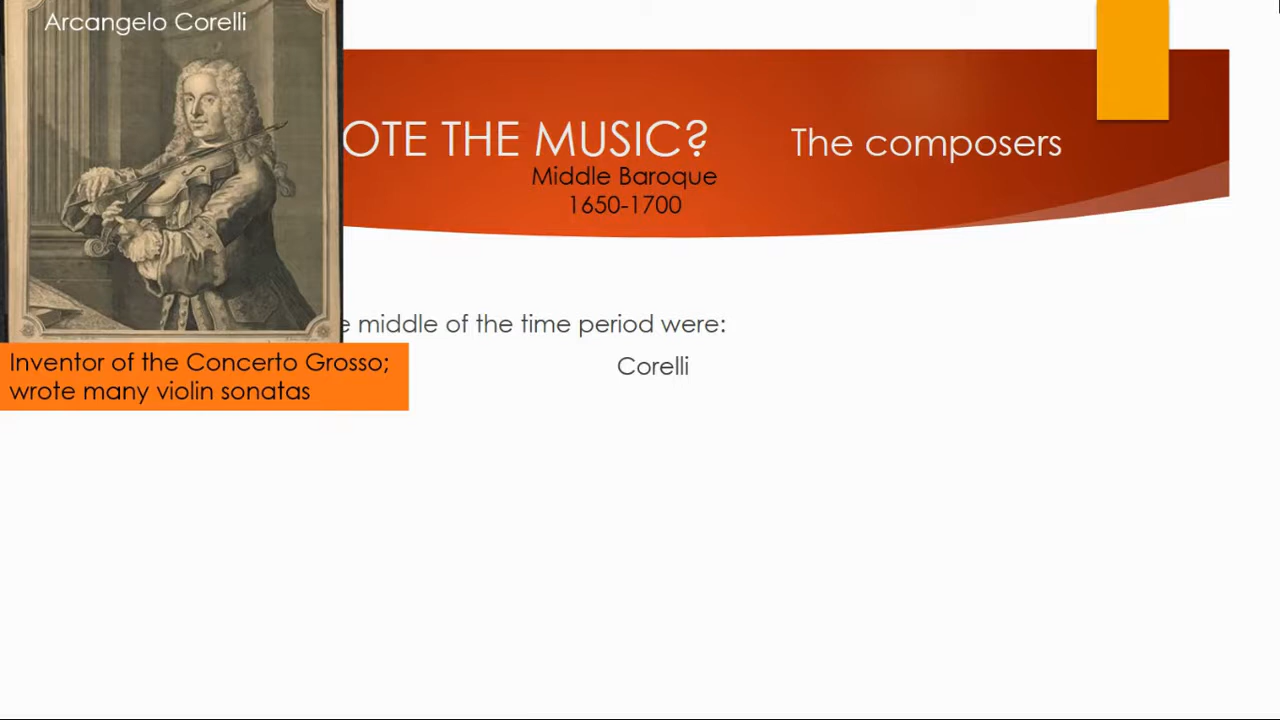 Arcangelo Corelli
OTE THE MUSIC? The composers
Middle Baroque
1650-1700
e middle of the time period were:
Corelli
Inventor of the Concerto Grosso;
wrote many violin sonatas